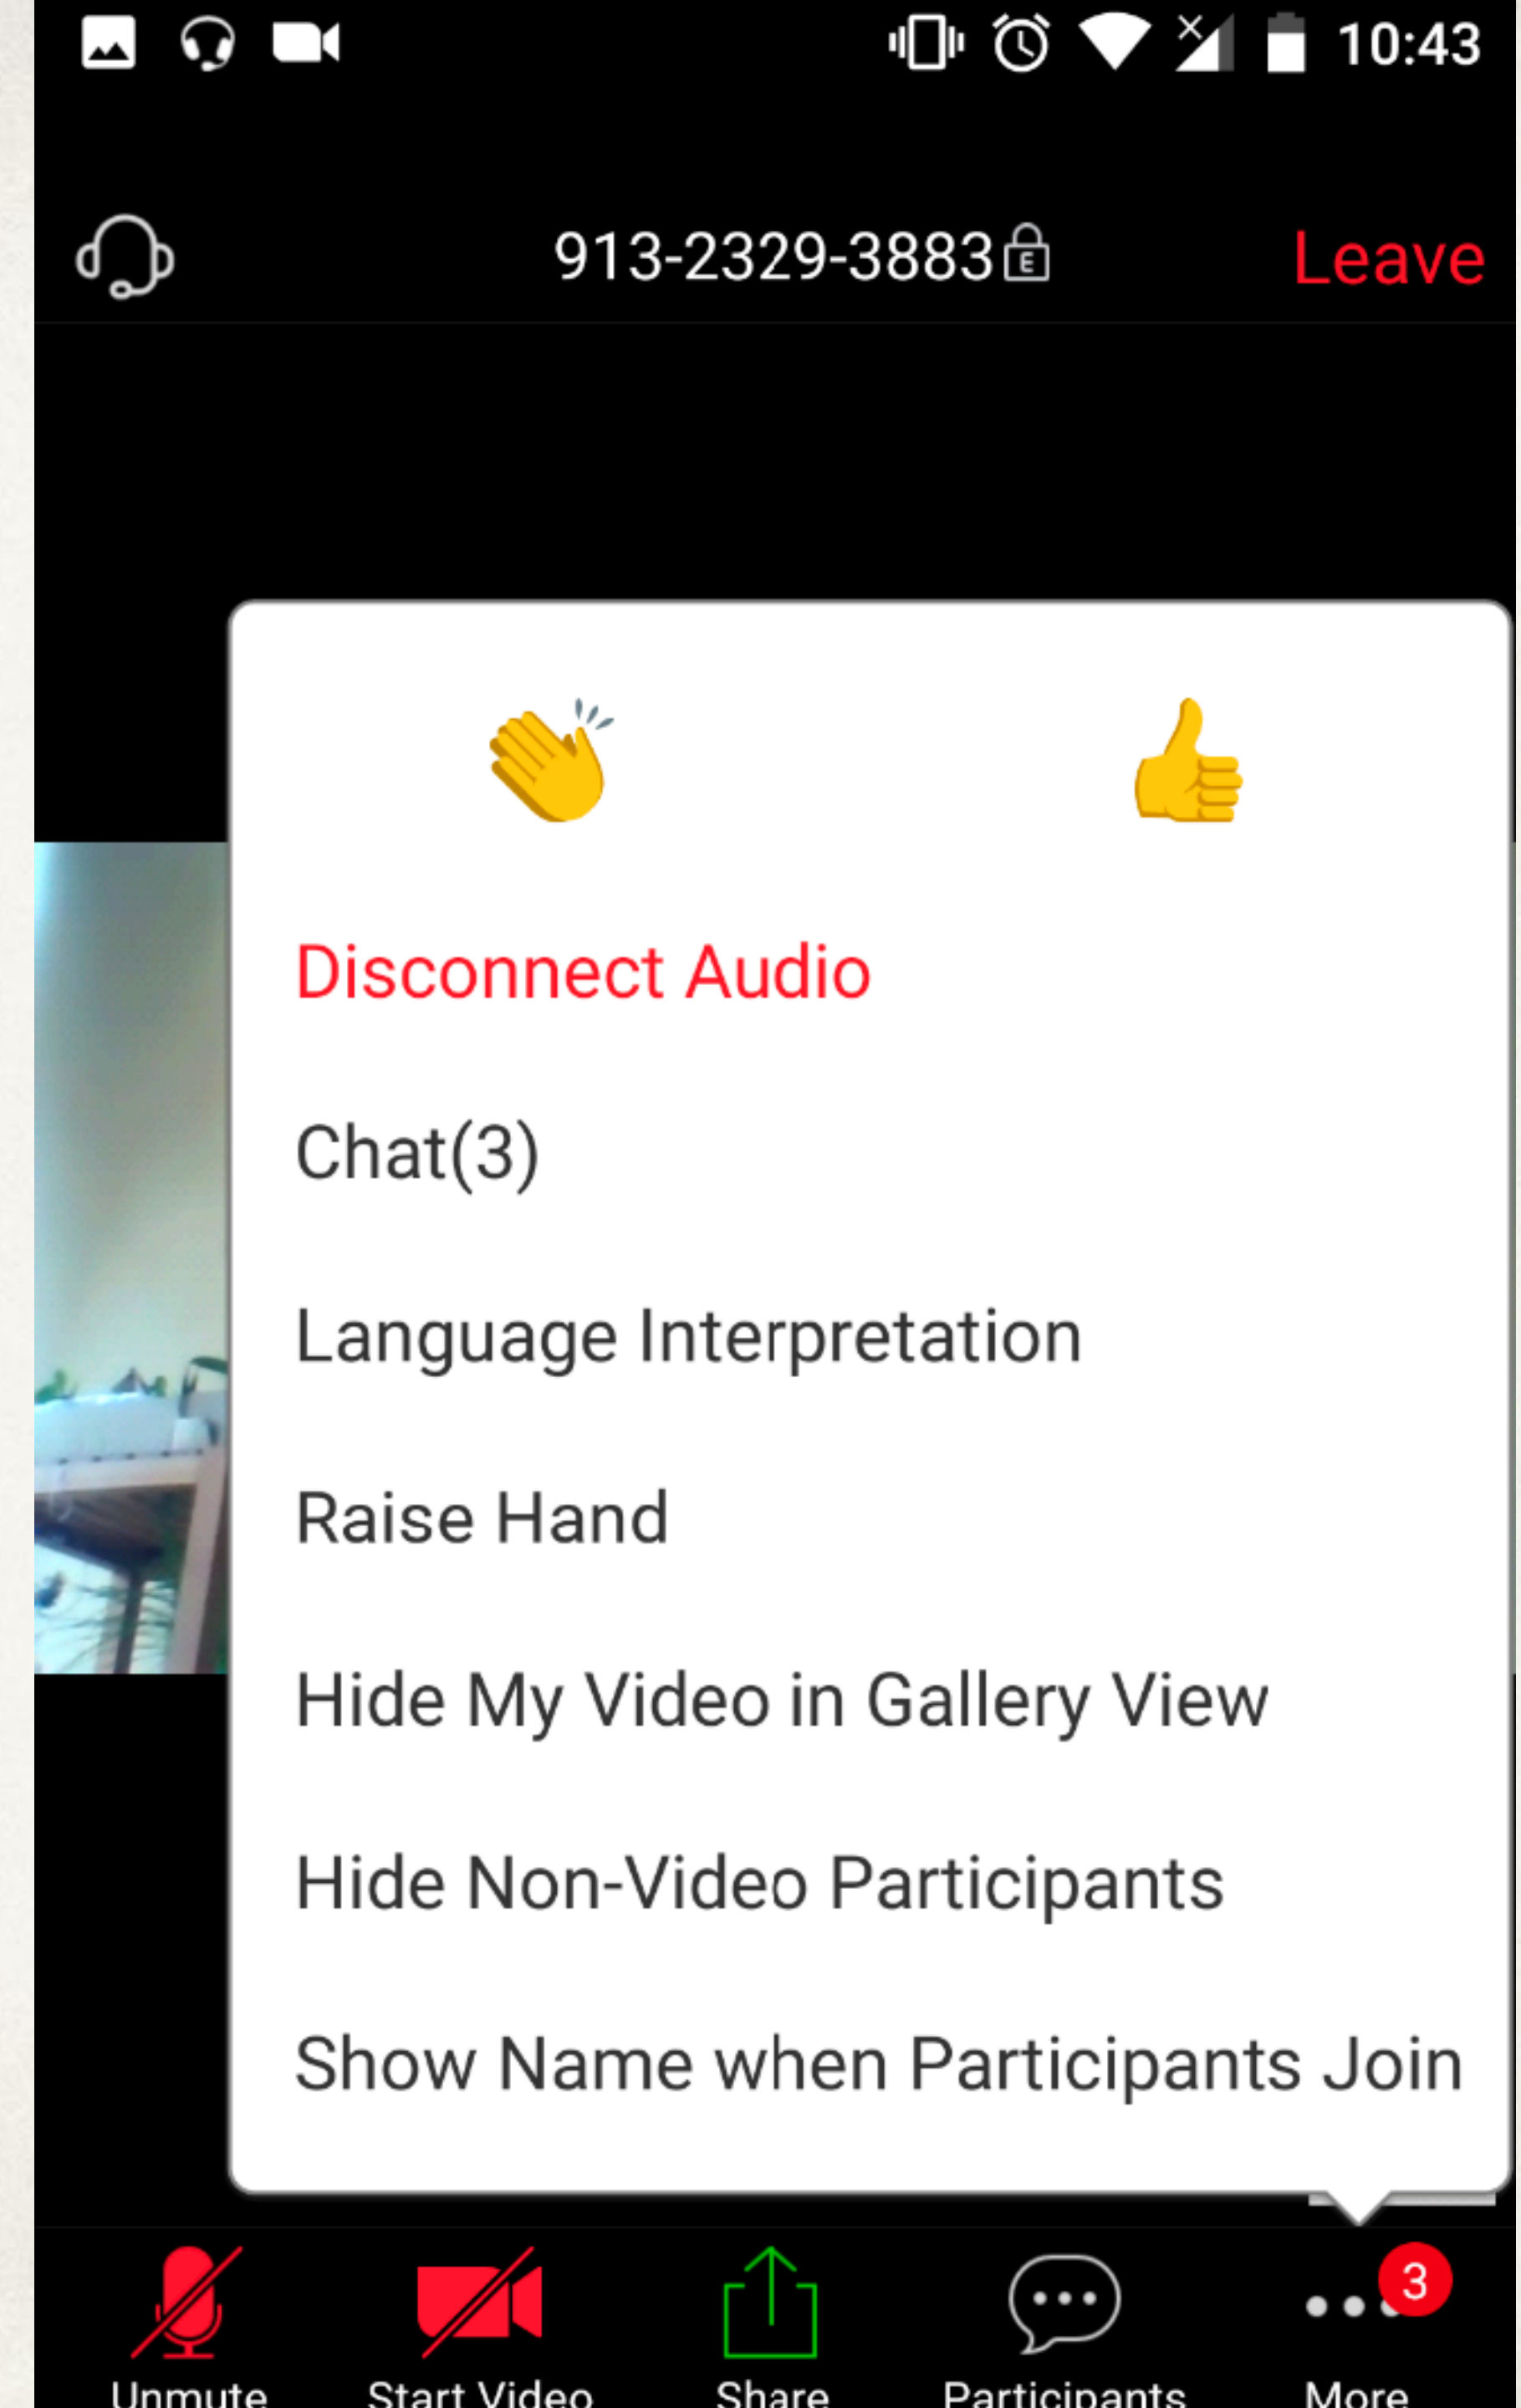 10:43
913-2329-3883
Leave
Disconnect Audio
Chat(3)
Language Interpretation
Raise Hand
Hide My Video in Gallery View
Hide Non-Video Participants
Show Name when Participants Join
3
Unmute
Start Video
Share
Participants
More